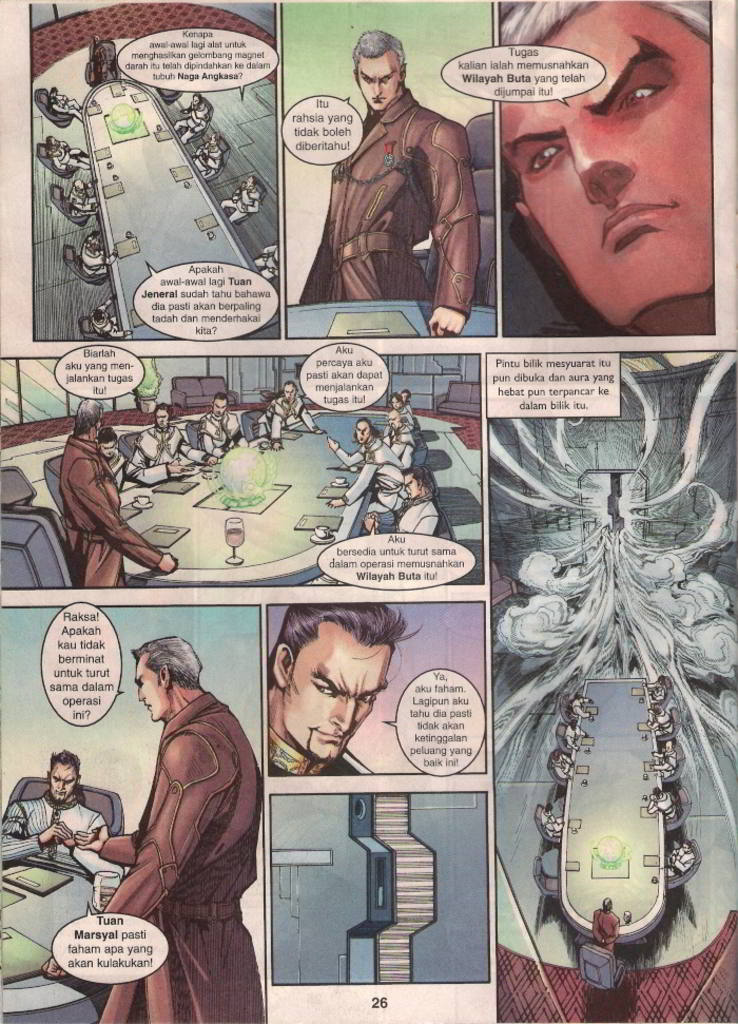 Kenapa
awal-awal lagi alat untuk
menghasilkan gelombang magnet
darah itu telah dipindahkan ke dalam
tubuh Naga Angkasa?
Apakah
awal-awal lagi Tuan
Jeneral sudah tahu bahawa
dia pasti akan berpaling
tadah dan menderhakai
kita?
Itu
rahsia yang
tidak boleh
diberitahu!
Tugas
kalian ialah memusnahkan
Wilayah Buta yang telah
dijumpai itu!
Biarlah
aku yang men-
jalankan tugas
itu!
Aku
percaya aku
pasti akan dapat
menjalankan
tugas itu!
Aku
bersedia untuk turut sama
dalam operasi memusnahkan
Wilayah Buta itu!
Pintu bilik mesyuarat itu
pun dibuka dan aura yang
hebat pun terpancar ke
dalam bilik itu.
Raksa!
Apakah
kau tidak
berminat
untuk turut
sama dalam
operasi
ini?
Tuan
Marsyal pasti
faham apa yang
akan kulakukan!
Ya,
aku faham.
Lagipun aku
tahu dia pasti
tidak akan
ketinggalan
peluang yang
baik ini!
26